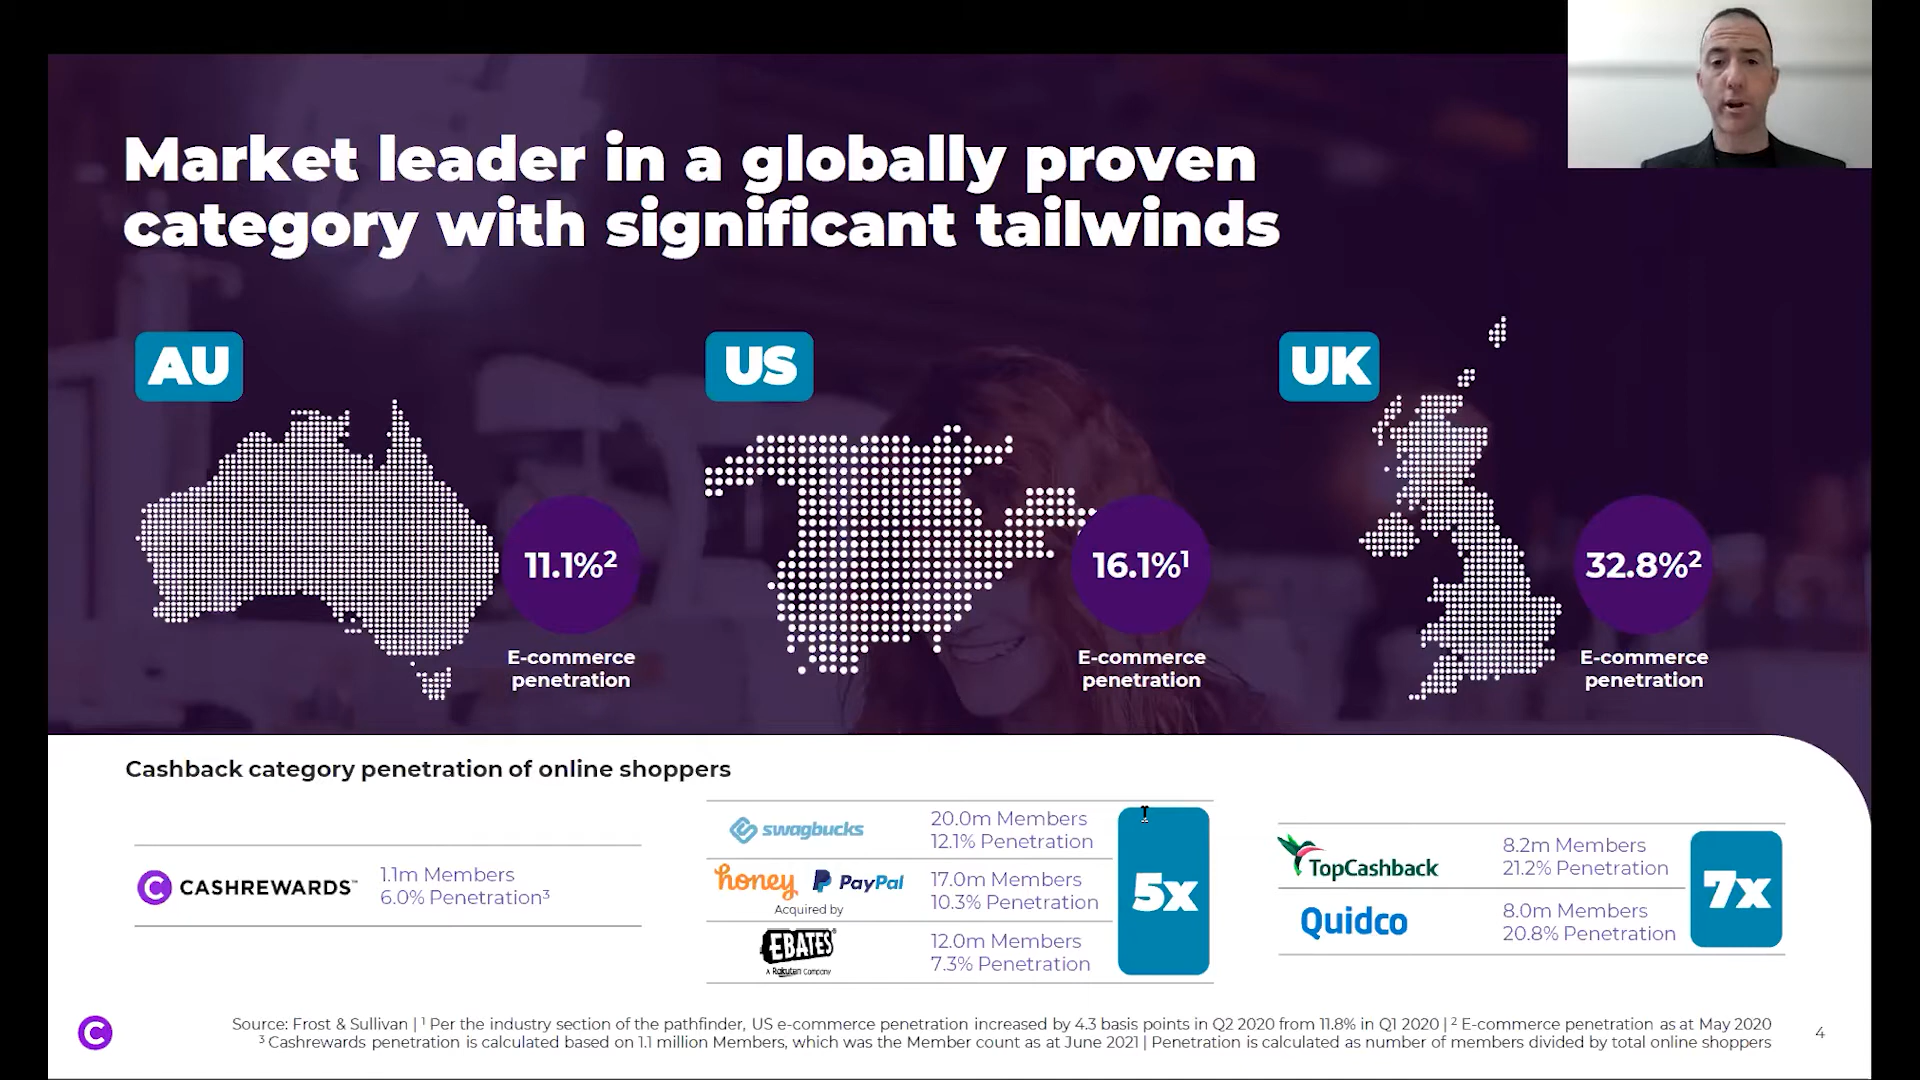 Market leader in a globally proven
category with significant tailwinds
AU
11.1%²
E-commerce
penetration
US
16.1%¹
E-commerce
penetration
UK
32.8%²
E-commerce
penetration
Cashback category penetration of online shoppers
C CASHREWARDS™
1.1m Members
6.0% Penetration³
swagbucks
20.0m Members
12.1% Penetration
honey PayPal
Acquired by
17.0m Members
10.3% Penetration
EBATES
A Rakuten Company
12.0m Members
7.3% Penetration
5x
TopCashback
8.2m Members
21.2% Penetration
Quidco
8.0m Members
20.8% Penetration
7x
C
Source: Frost & Sullivan | ¹ Per the industry section of the pathfinder, US e-commerce penetration increased by 4.3 basis points in Q2 2020 from 11.8% in Q1 2020 | ² E-commerce penetration as at May 2020
³ Cashrewards penetration is calculated based on 1.1 million Members, which was the Member count as at June 2021 | Penetration is calculated as number of members divided by total online shoppers
4